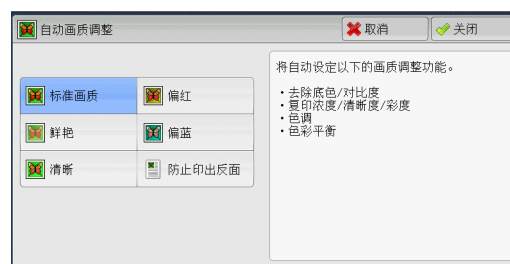 自动画质调整
取消
关闭
标准画质
偏红
鲜艳
偏蓝
清晰
防止印出反面
将自动设定以下的画质调整功能。
・去除底色/对比度
・复印浓度/清晰度/彩度
・色调
・色彩平衡